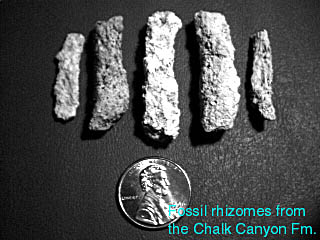 Fossil rhizomes from
the Chalk Canyon Fm.